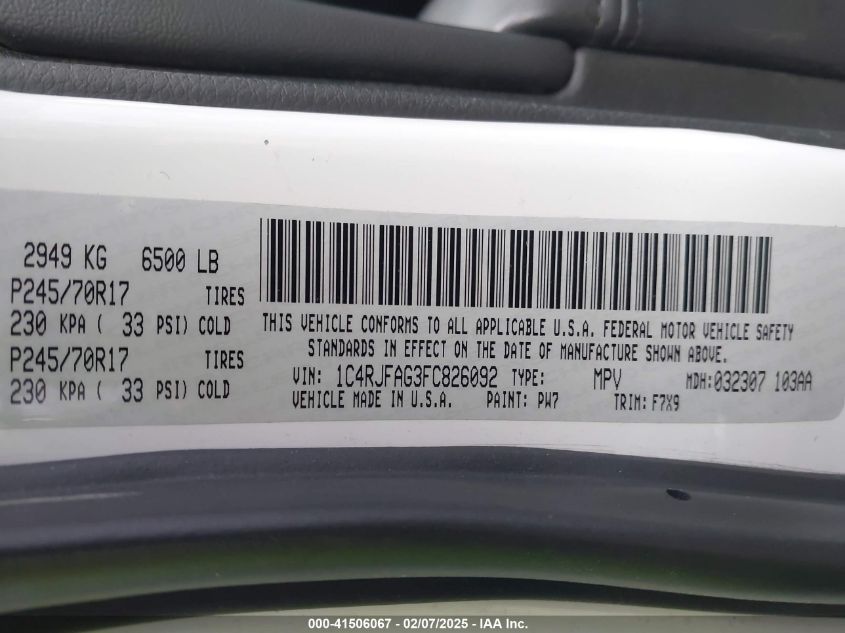 2949 KG 6500 LB
P245/70R17 TIRES
230 KPA ( 33 PSI) COLD
P245/70R17 TIRES
230 KPA ( 33 PSI) COLD
THIS VEHICLE CONFORMS TO ALL APPLICABLE U.S.A. FEDERAL MOTOR VEHICLE SAFETY
STANDARDS IN EFFECT ON THE DATE OF MANUFACTURE SHOWN ABOVE.
VIN: 1C4RJFAG3FC826092 TYPE: MPV MDH:032307 103AA
VEHICLE MADE IN U.S.A. PAINT: PW7 TRIM: F7X9
000-41506067 - 02/07/2025 - IAA Inc.